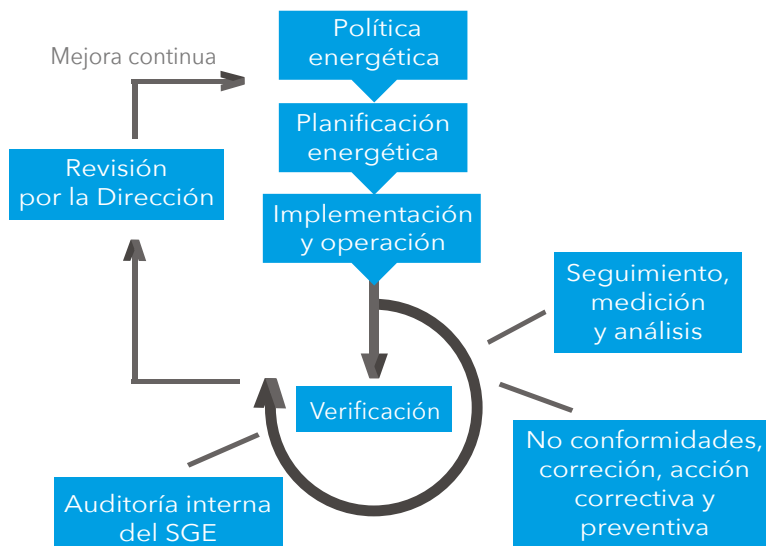 Política
energética
Mejora continua
Planificación
energética
Revisión
por la Dirección
Implementación
y operación
Seguimiento,
medición
y análisis
Verificación
No conformidades,
correción, acción
correctiva y
preventiva
Auditoría interna
del SGE